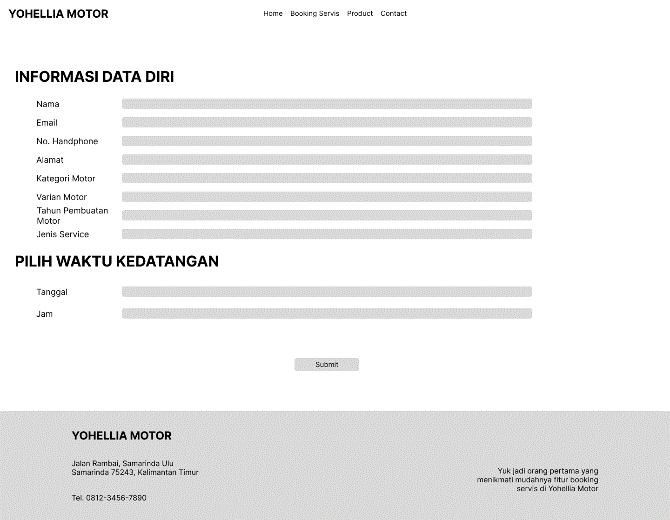 YOHELLIA MOTOR
Home Booking Servis Product Contact
INFORMASI DATA DIRI
Nama
Email
No. Handphone
Alamat
Kategori Motor
Varian Motor
Tahun Pembuatan
Motor
Jenis Service
PILIH WAKTU KEDATANGAN
Tanggal
Jam
Submit
YOHELLIA MOTOR
Jalan Rambai, Samarinda Ulu
Samarinda 75243, Kalimantan Timur
Tel. 0812-3456-7890
Yuk jadi orang pertama yang
menikmati mudahnya fitur booking
servis di Yohellia Motor